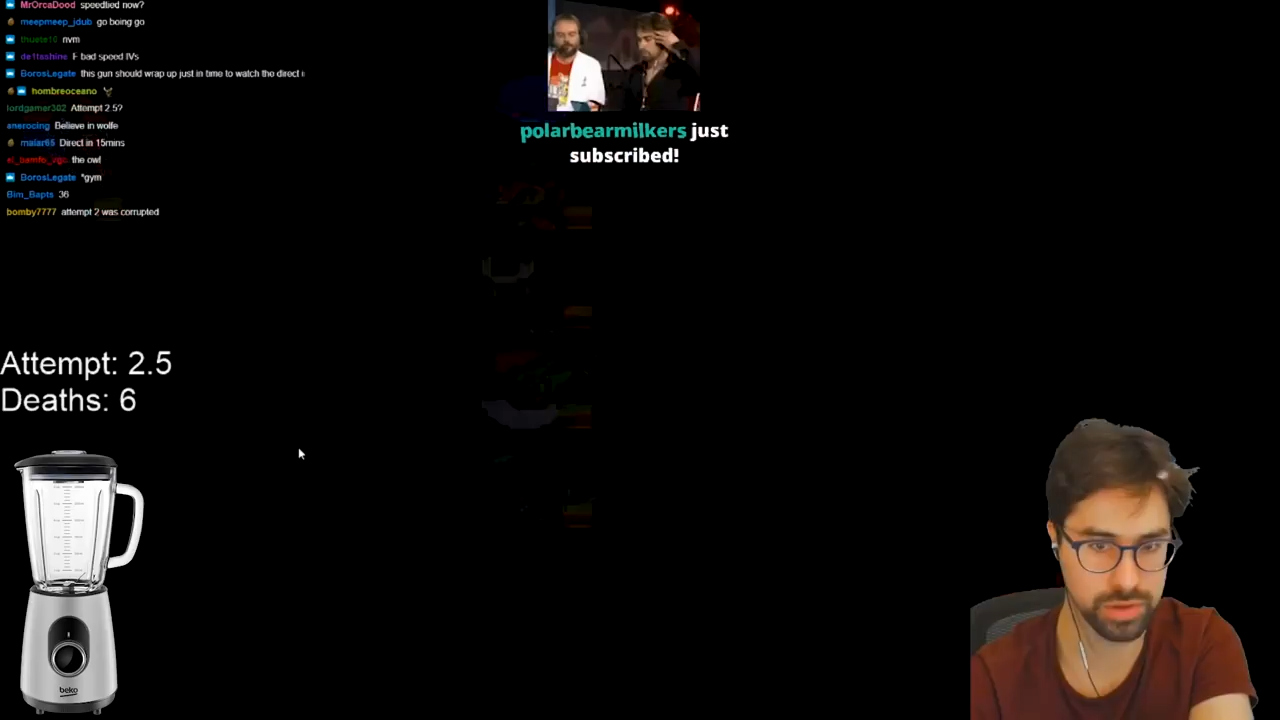 MrOrcaDood speedtied now?
meepmeep_jdub go boing go
thiuete10 nvm
de1tashine F bad speed IVs
BorosLegate this gun should wrap up just in time to watch the direct
hombreoceano
lordgamer302 Attempt 2.5?
anerocing Believe in wolfe
malar65 Direct in 15mins
the owl
BorosLegate *gym
Bim_Bapts 36
bomby7777 attempt 2 was corrupted
polarbearmilkers just
subscribed!
Attempt: 2.5
Deaths: 6
beko